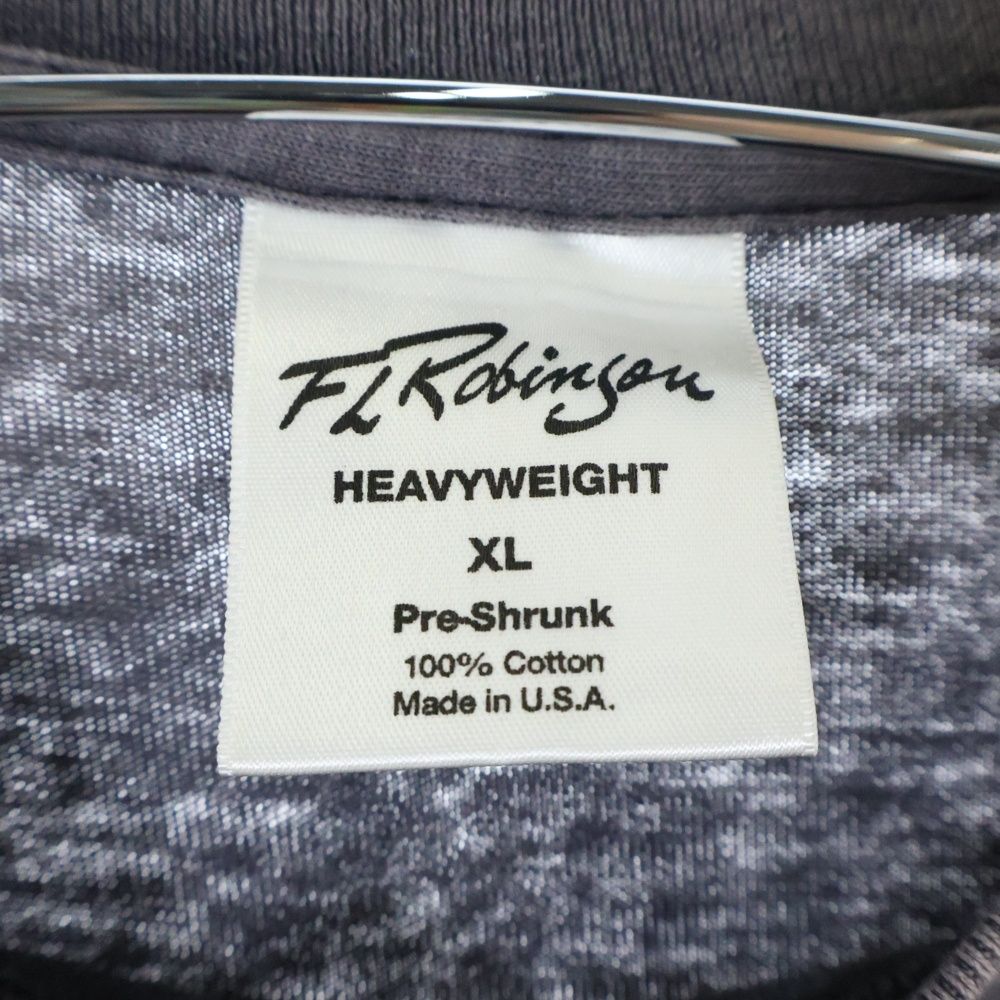 FL Robinson
HEAVYWEIGHT
XL
Pre-Shrunk
100% Cotton
Made in U.S.A.